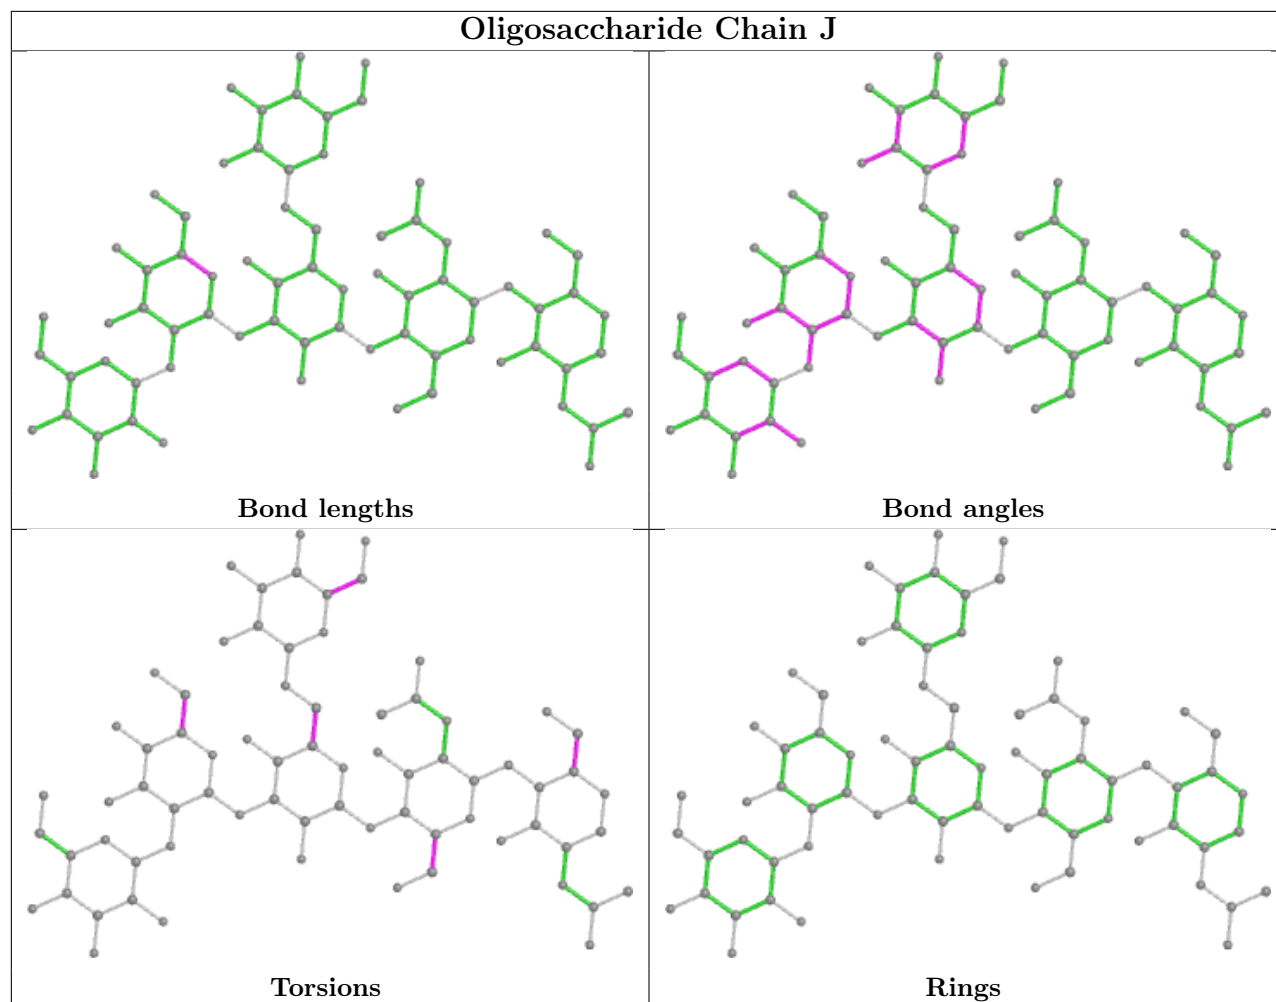 Oligosaccharide Chain J
Bond lengths
Bond angles
Torsions
Rings